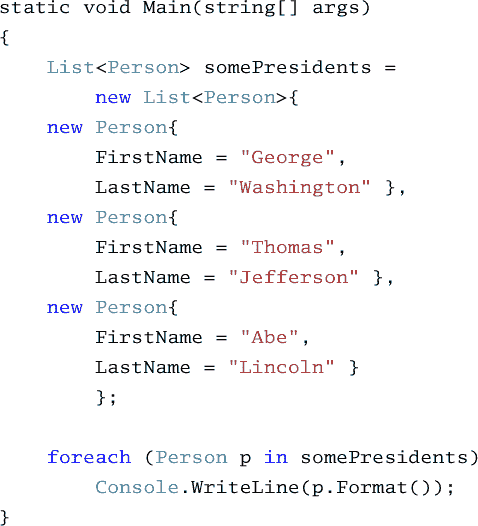 static void Main(string[] args)
{
    List<Person> somePresidents =
        new List<Person>{
    new Person{
        FirstName = "George",
        LastName = "Washington" },
    new Person{
        FirstName = "Thomas",
        LastName = "Jefferson" },
    new Person{
        FirstName = "Abe",
        LastName = "Lincoln" }
        };

    foreach (Person p in somePresidents)
        Console.WriteLine(p.Format());
}